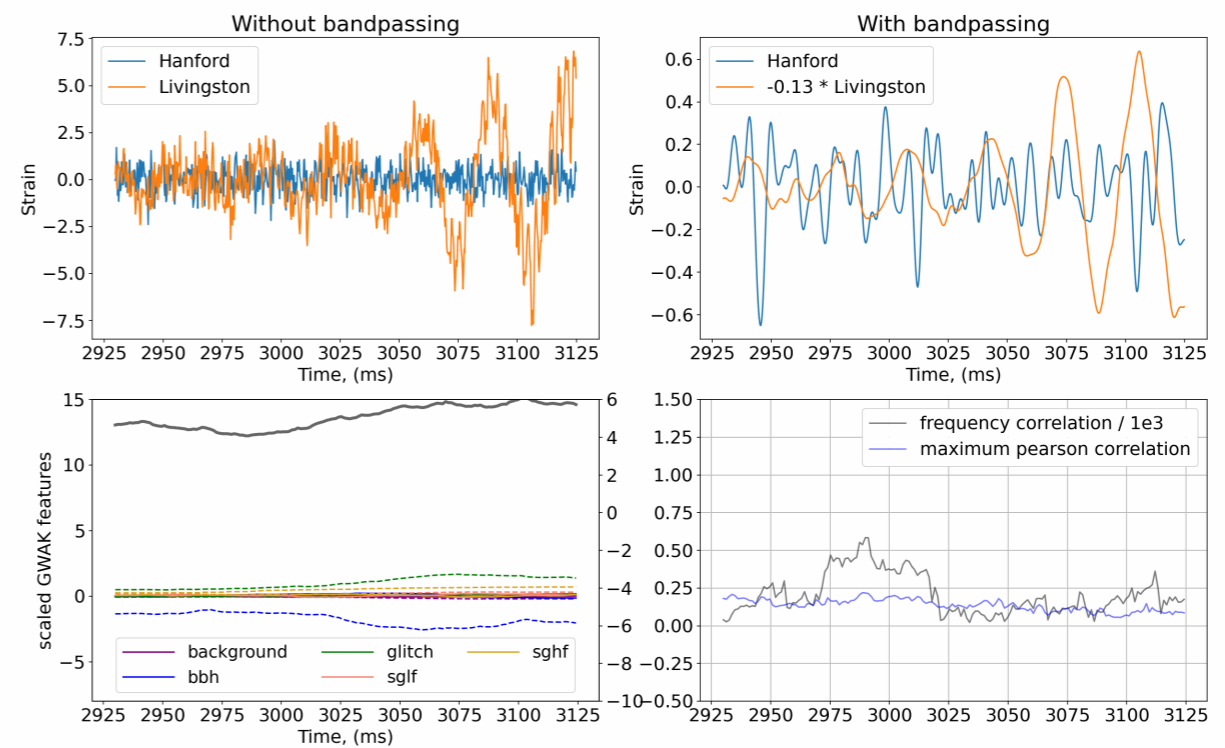 Without bandpassing
7.5
5.0
2.5
0.0
−2.5
−5.0
−7.5
Strain
Hanford
Livingston
2925 2950 2975 3000 3025 3050 3075 3100 3125
Time, (ms)
With bandpassing
0.6
0.4
0.2
0.0
−0.2
−0.4
−0.6
Strain
Hanford
-0.13 * Livingston
2925 2950 2975 3000 3025 3050 3075 3100 3125
Time, (ms)
15
10
5
0
−5
scaled GWAK features
6
4
2
0
−2
−4
−6
−8
−10
background glitch sghf
bbh sglf
2925 2950 2975 3000 3025 3050 3075 3100 3125
Time, (ms)
1.50
1.25
1.00
0.75
0.50
0.25
0.00
−0.25
−0.50
frequency correlation / 1e3
maximum pearson correlation
2925 2950 2975 3000 3025 3050 3075 3100 3125